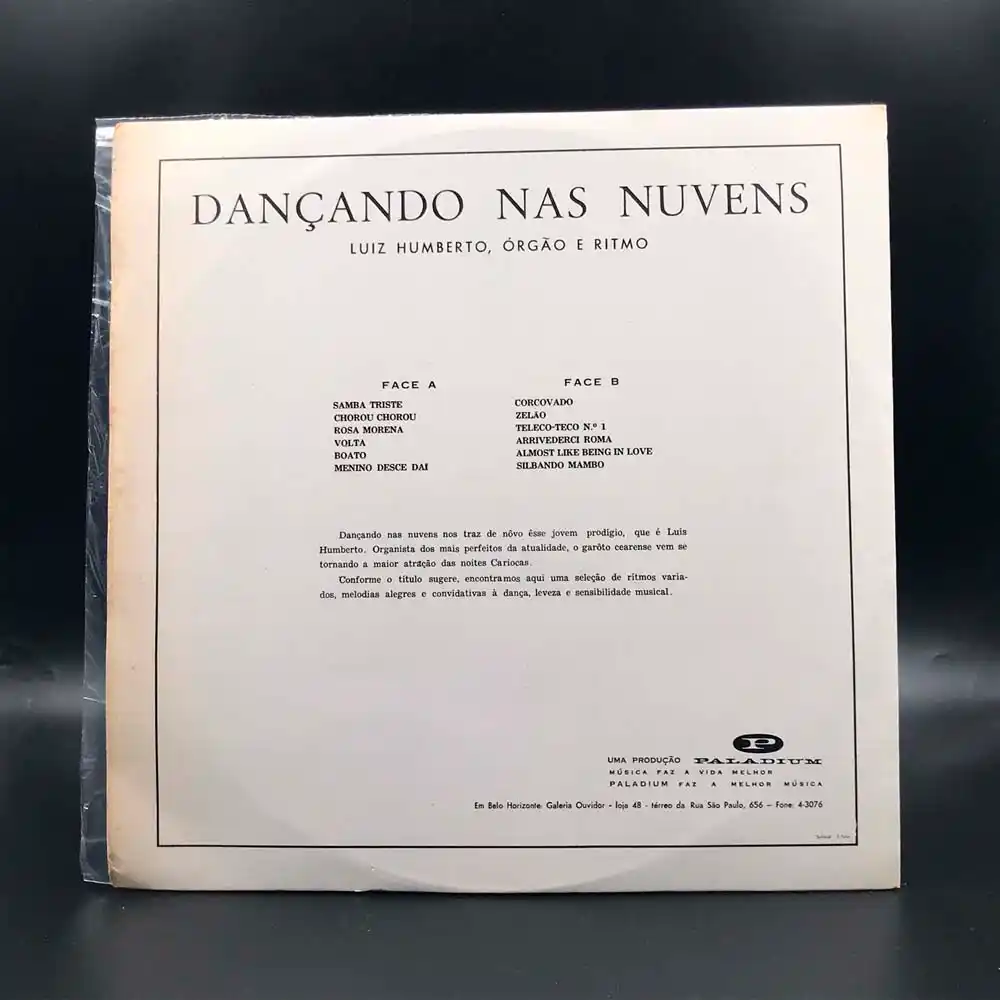 DANÇANDO NAS NUVENS
LUIZ HUMBERTO, ÓRGÃO E RITMO
FACE A
SAMBA TRISTE
CHOROU CHOROU
ROSA MORENA
VOLTA
BOATO
MENINO DESCE DAÍ
FACE B
CORCOVADO
ZELÃO
TELECO-TECO N.º 1
ARRIVEDERCI ROMA
ALMOST LIKE BEING IN LOVE
SILBANDO MAMBO
Dançando nas nuvens nos traz de nôvo êsse jovem prodígio, que é Luis
Humberto. Organista dos mais perfeitos da atualidade, o garôto cearense vem se
tornando a maior atração das noites Cariocas.
Conforme o título sugere, encontramos aqui uma seleção de ritmos varia-
dos, melodias alegres e convidativas à dança, leveza e sensibilidade musical.
P
UMA PRODUÇÃO PALADIUM
MÚSICA FAZ A VIDA MELHOR
PALADIUM FAZ A MELHOR MÚSICA
Em Belo Horizonte: Galeria Ouvidor - loja 48 - térreo da Rua São Paulo, 656 — Fone: 4-3076